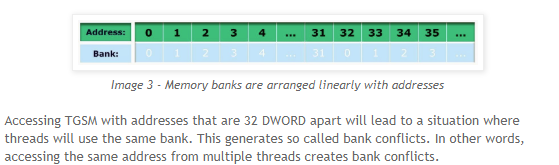 Address: 0 1 2 3 4 ... 31 32 33 34 35 ...
Bank: 0 1 2 3 4 ... 31 0 1 2 3 ...
Image 3 - Memory banks are arranged linearly with addresses
Accessing TGSM with addresses that are 32 DWORD apart will lead to a situation where
threads will use the same bank. This generates so called bank conflicts. In other words,
accessing the same address from multiple threads creates bank conflicts.